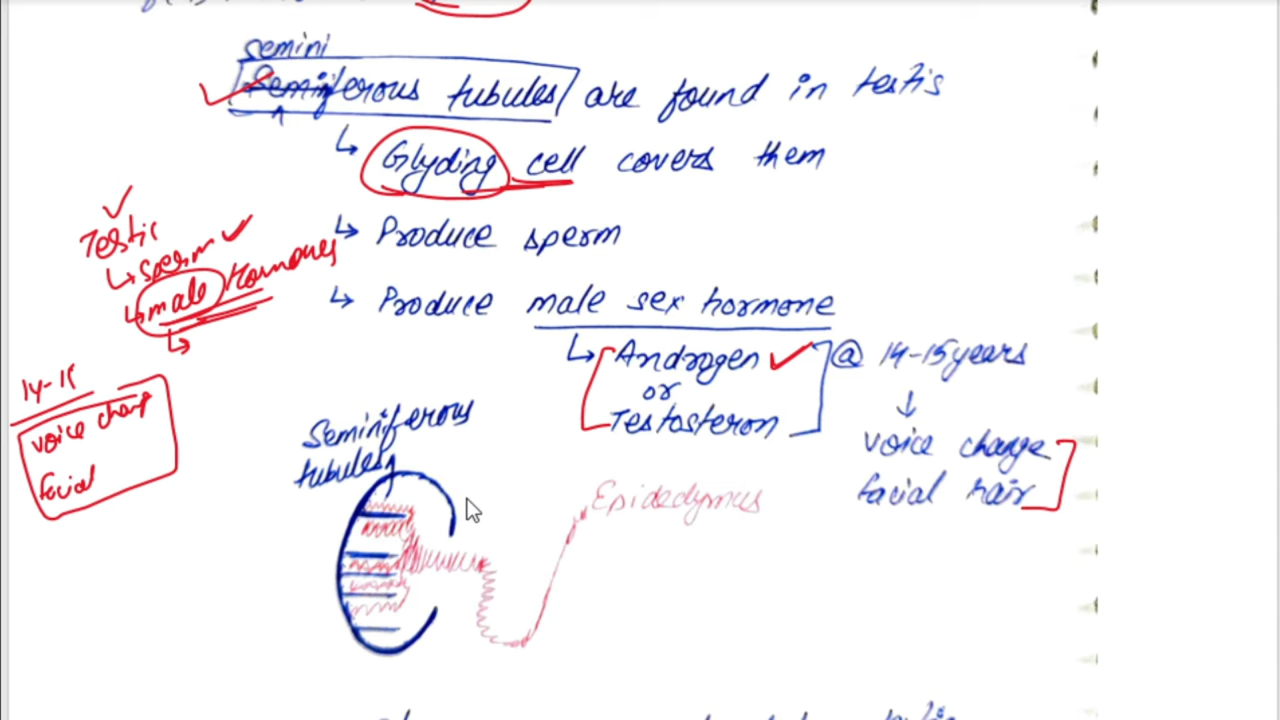 semini
Seminiferous tubules are found in testis
↳ Glyding cell covers them
↳ Produce sperm
↳ Produce male sex hormone
↳ Androgen @ 14-15 years
or
Testosteron
↓
voice change
facial hair
Testis
↳ sperm
↳ male Hormones
↳
14-15
voice change
facial
Seminiferous
tubules
Epidedymus